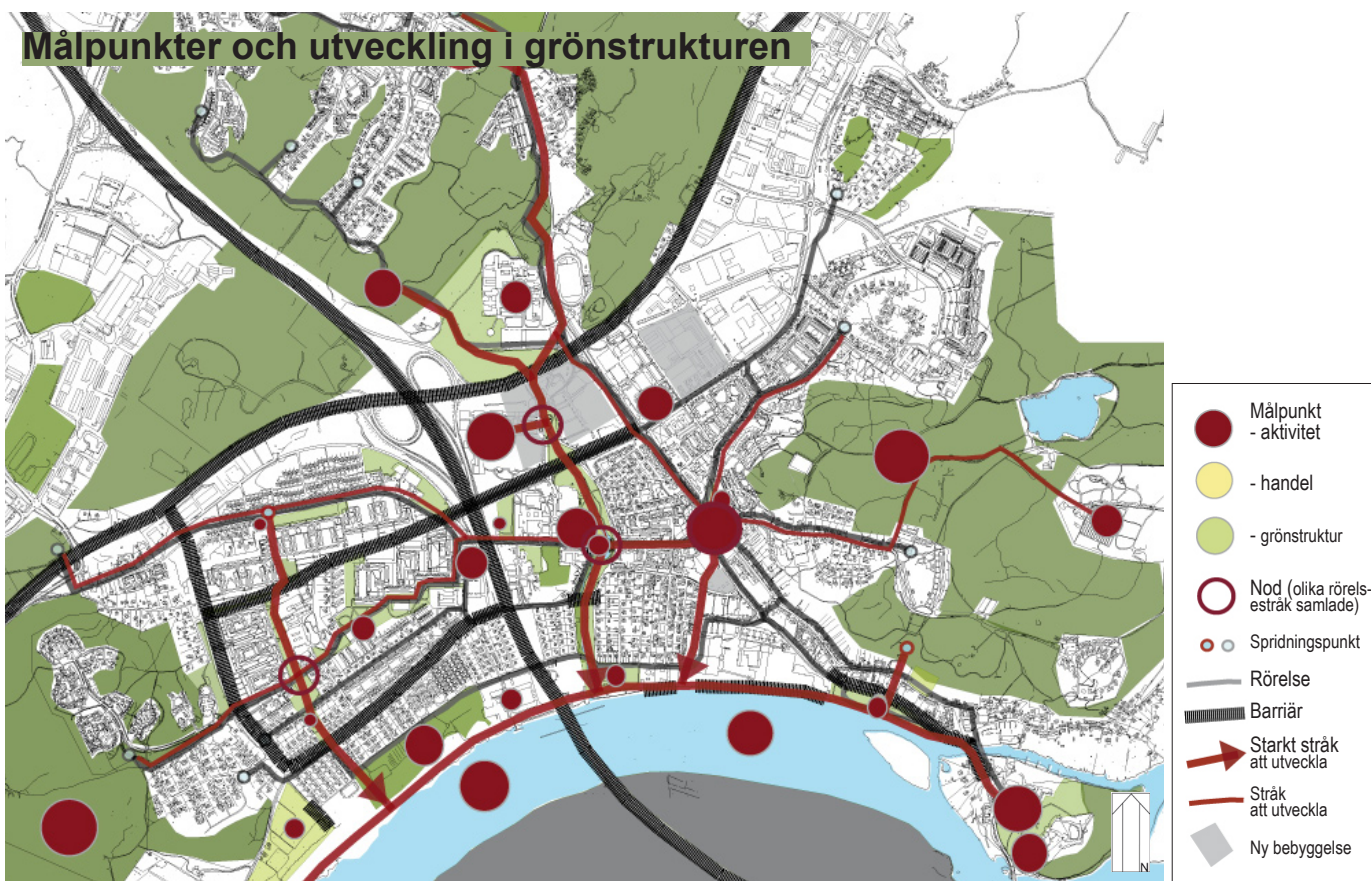 Målpunkter och utveckling i grönstrukturen
Målpunkt
- aktivitet
- handel
- grönstruktur
Nod (olika rörels-
estråk samlade)
Spridningspunkt
Rörelse
Barriär
Starkt stråk
att utveckla
Stråk
att utveckla
Ny bebyggelse
N